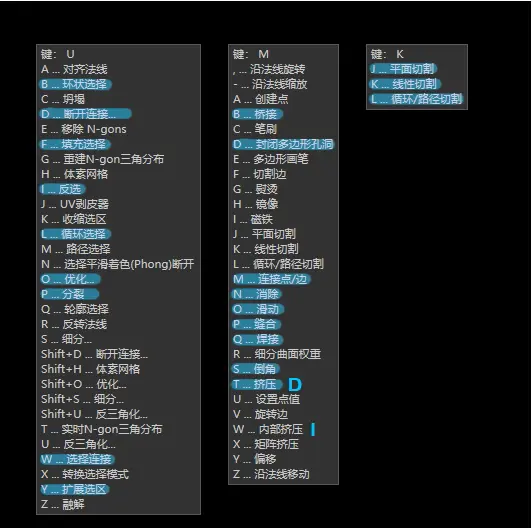 键： U
A ... 对齐法线
B ... 环状选择
C ... 坍塌
D ... 断开连接...
E ... 移除 N-gons
F ... 填充选择
G ... 重建N-gon三角分布
H ... 体素网格
I ... 反选
J ... UV剥皮器
K ... 收缩选区
L ... 循环选择
M ... 路径选择
N ... 选择平滑着色(Phong)断开
O ... 优化...
P ... 分裂
Q ... 轮廓选择
R ... 反转法线
S ... 细分...
Shift+D ... 断开连接...
Shift+H ... 体素网格
Shift+O ... 优化...
Shift+S ... 细分...
Shift+U ... 反三角化...
T ... 实时N-gon三角分布
U ... 反三角化...
W ... 选择连接
X ... 转换选择模式
Y ... 扩展选区
Z ... 融解
键： M
, ... 沿法线旋转
- ... 沿法线缩放
A ... 创建点
B ... 桥接
C ... 笔刷
D ... 封闭多边形孔洞
E ... 多边形画笔
F ... 切割边
G ... 熨烫
H ... 镜像
I ... 磁铁
J ... 平面切割
K ... 线性切割
L ... 循环/路径切割
M ... 连接点/边
N ... 消除
O ... 滑动
P ... 缝合
Q ... 焊接
R ... 细分曲面权重
S ... 倒角
T ... 挤压 D
U ... 设置点值
V ... 旋转边
W ... 内部挤压 I
X ... 矩阵挤压
Y ... 偏移
Z ... 沿法线移动
键： K
J ... 平面切割
K ... 线性切割
L ... 循环/路径切割